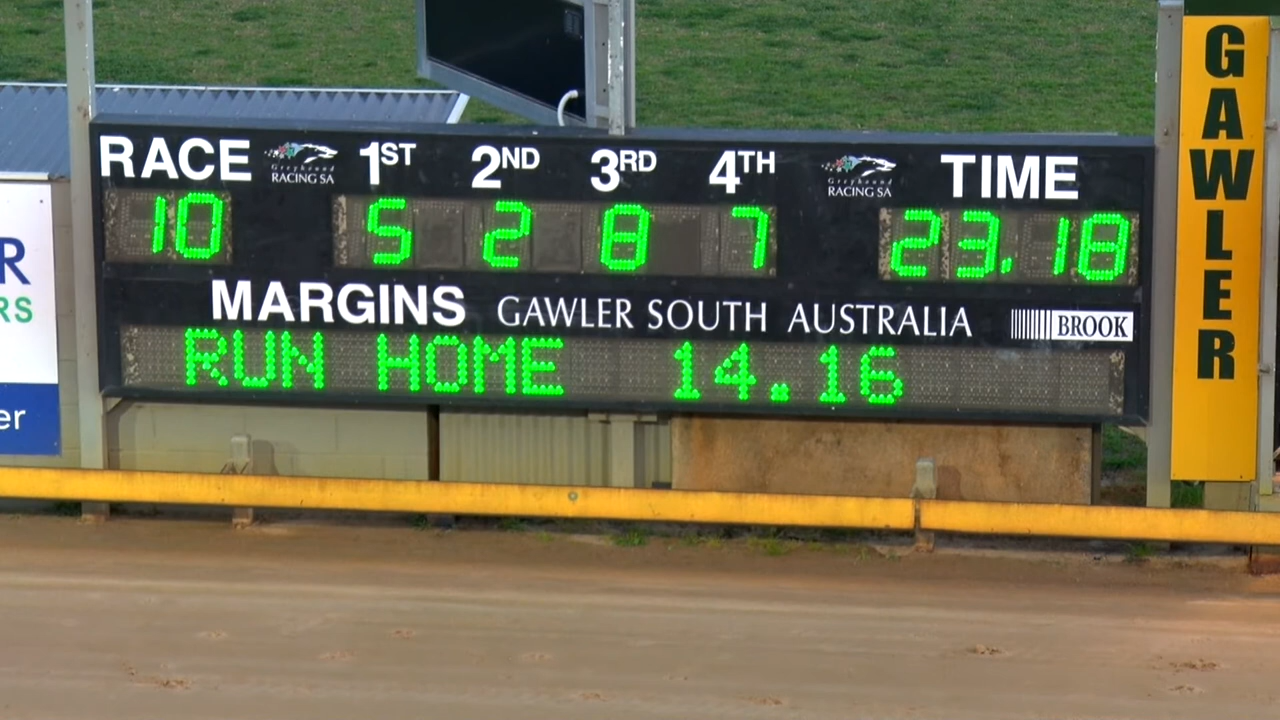 RACE Greyhound RACING SA 1ST 2ND 3RD 4TH Greyhound RACING SA TIME
10 5 2 8 7 23.18
MARGINS GAWLER SOUTH AUSTRALIA BROOK
RUN HOME 14.16
GAWLER
R
RS
er